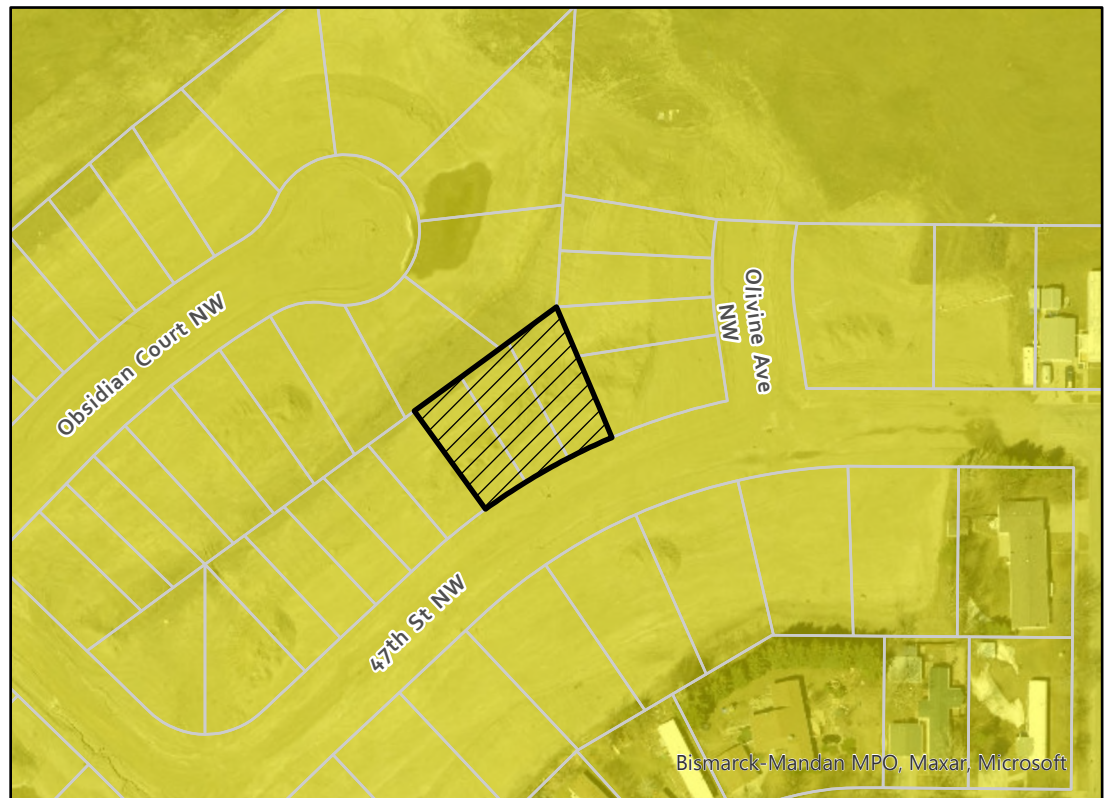 Olivine Ave
NW
Obsidian Court NW
47th St NW
Bismarck-Mandan MPO, Maxar, Microsoft